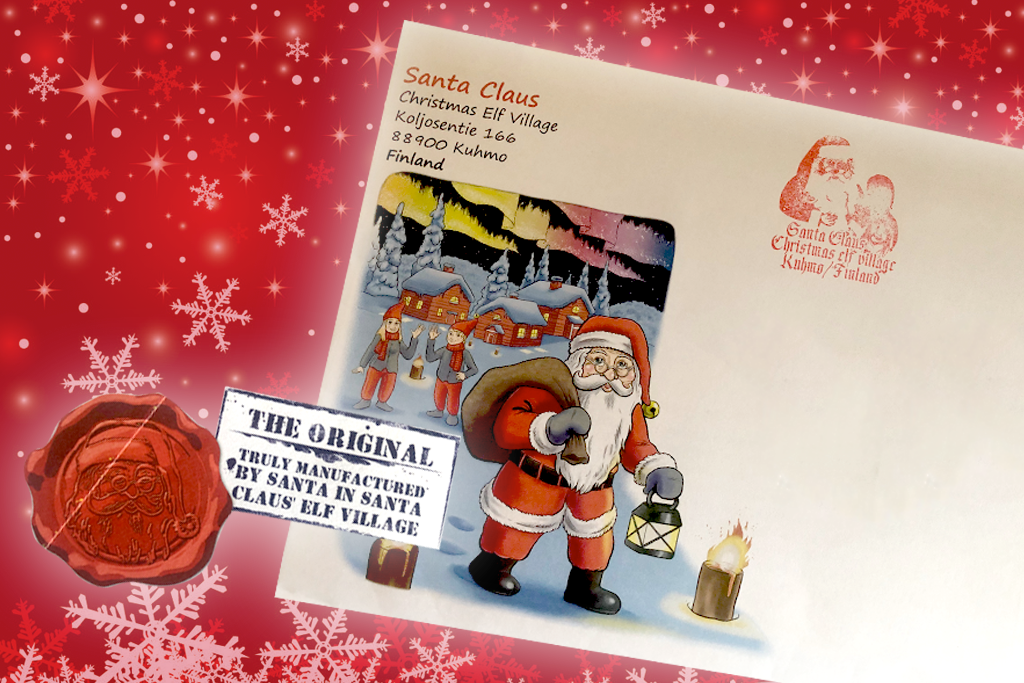 Santa Claus
Christmas Elf Village
Koljosentie 166
88900 Kuhmo
Finland
Santa Claus
Christmas elf village
Kuhmo/Finland
THE ORIGINAL
TRULY MANUFACTURED
BY SANTA IN SANTA
CLAUS' ELF VILLAGE